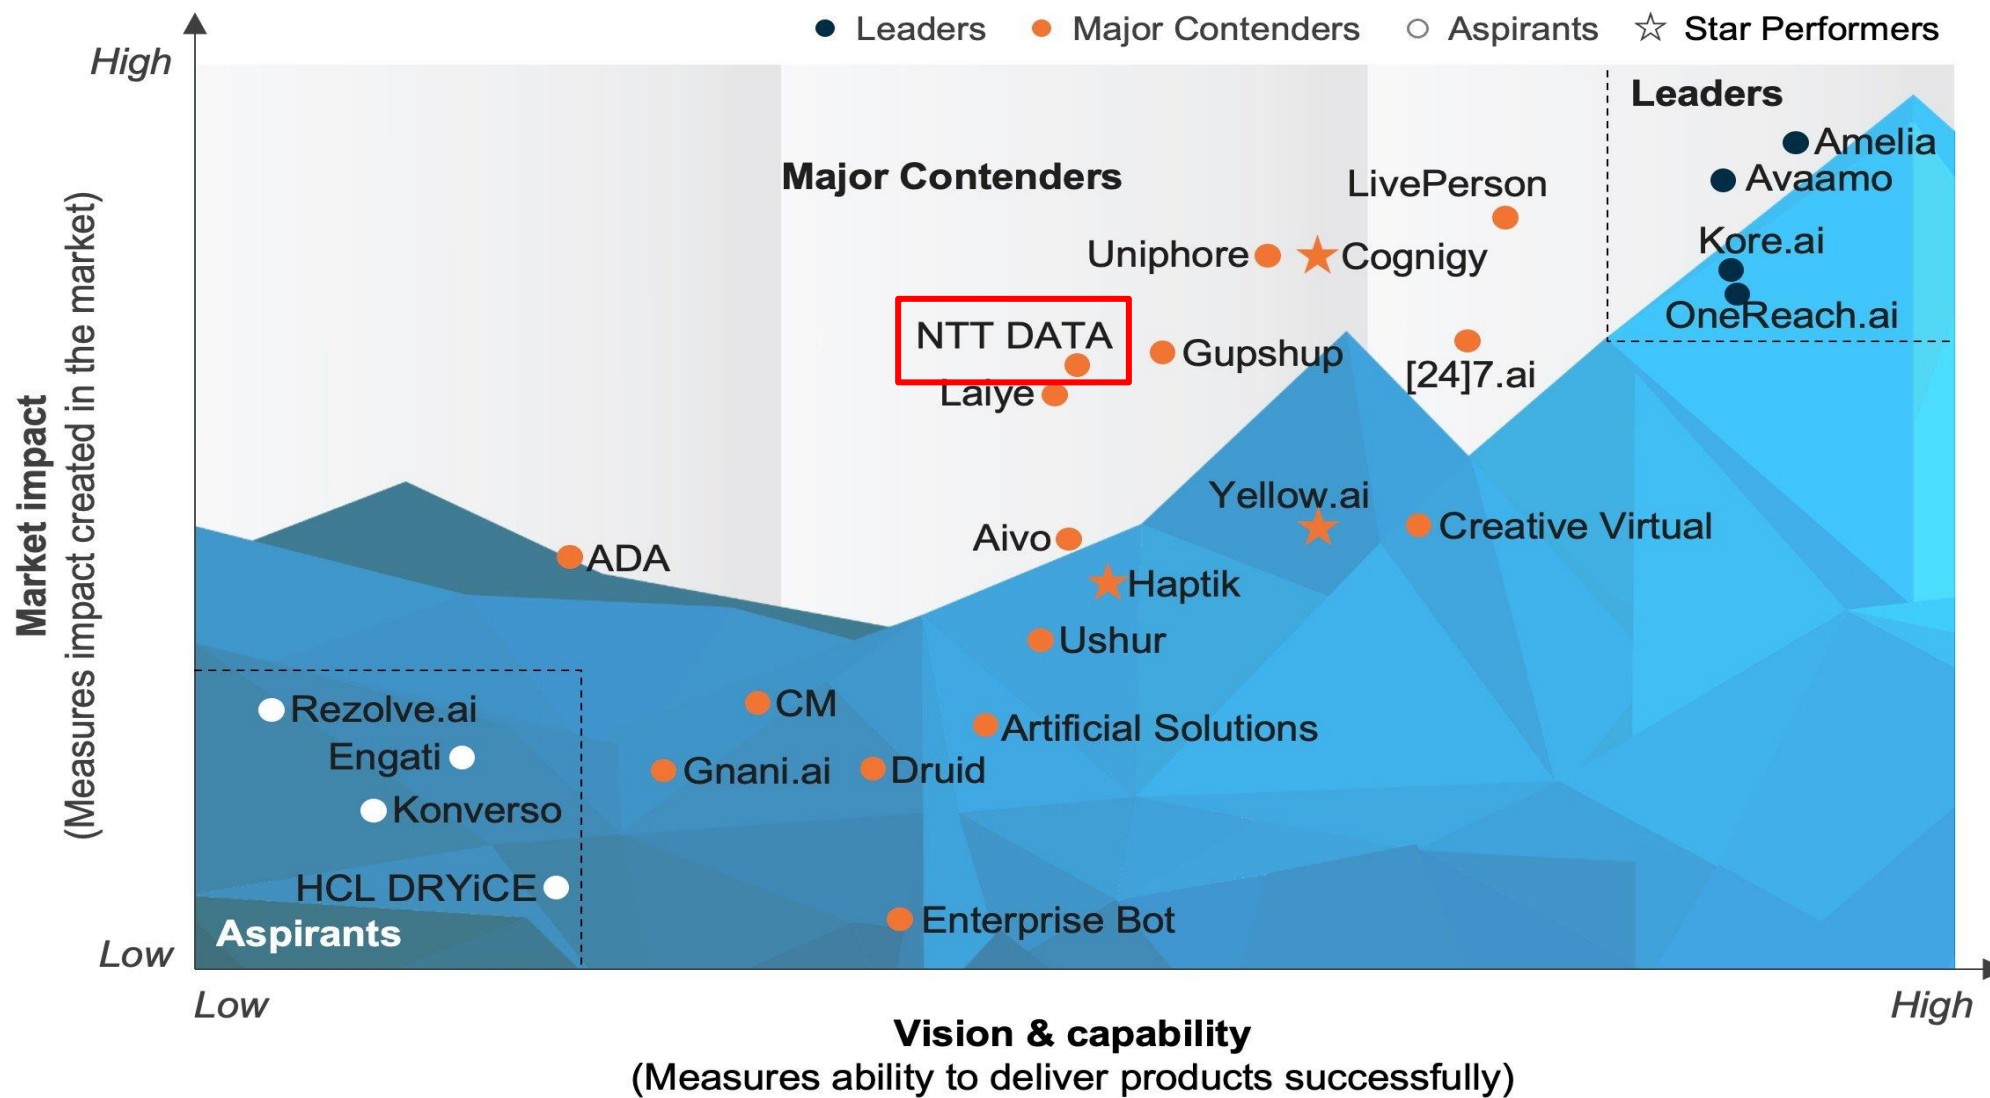 Leaders Major Contenders Aspirants Star Performers
High
Leaders
Amelia
Avaamo
Major Contenders
LivePerson
Kore.ai
Uniphore
Cognigy
OneReach.ai
NTT DATA
Gupshup
[24]7.ai
Laiye
Yellow.ai
Creative Virtual
Aivo
ADA
Haptik
Ushur
Rezolve.ai
CM
Artificial Solutions
Engati
Gnani.ai
Druid
Konverso
HCL DRYiCE
Enterprise Bot
Aspirants
Market impact
(Measures impact created in the market)
Low
Low
High
Vision & capability
(Measures ability to deliver products successfully)